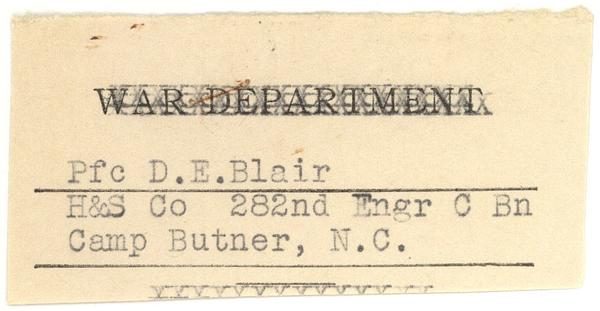 WAR DEPARTMENT
Pfc D.E.Blair
H&S Co 282nd Engr C Bn
Camp Butner, N.C.